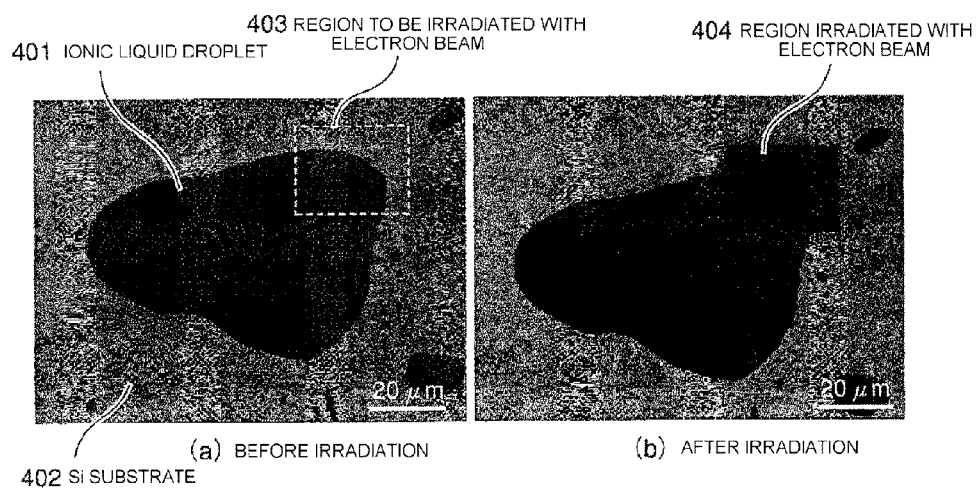 403 REGION TO BE IRRADIATED WITH
ELECTRON BEAM
401 IONIC LIQUID DROPLET
404 REGION IRRADIATED WITH
ELECTRON BEAM
20 μm
20 μm
(a) BEFORE IRRADIATION
(b) AFTER IRRADIATION
402 Si SUBSTRATE